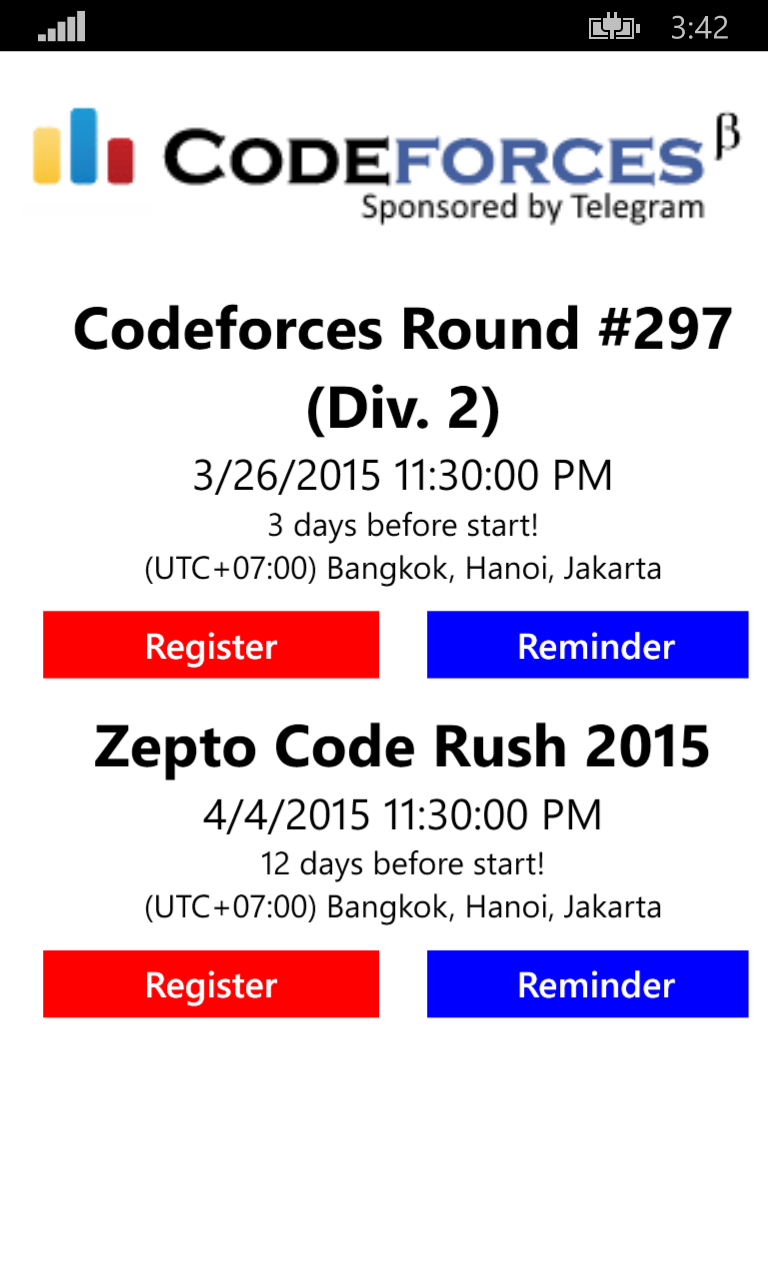 3:42
CODEFORCES β
Sponsored by Telegram
Codeforces Round #297
(Div. 2)
3/26/2015 11:30:00 PM
3 days before start!
(UTC+07:00) Bangkok, Hanoi, Jakarta
Register Reminder
Zepto Code Rush 2015
4/4/2015 11:30:00 PM
12 days before start!
(UTC+07:00) Bangkok, Hanoi, Jakarta
Register Reminder